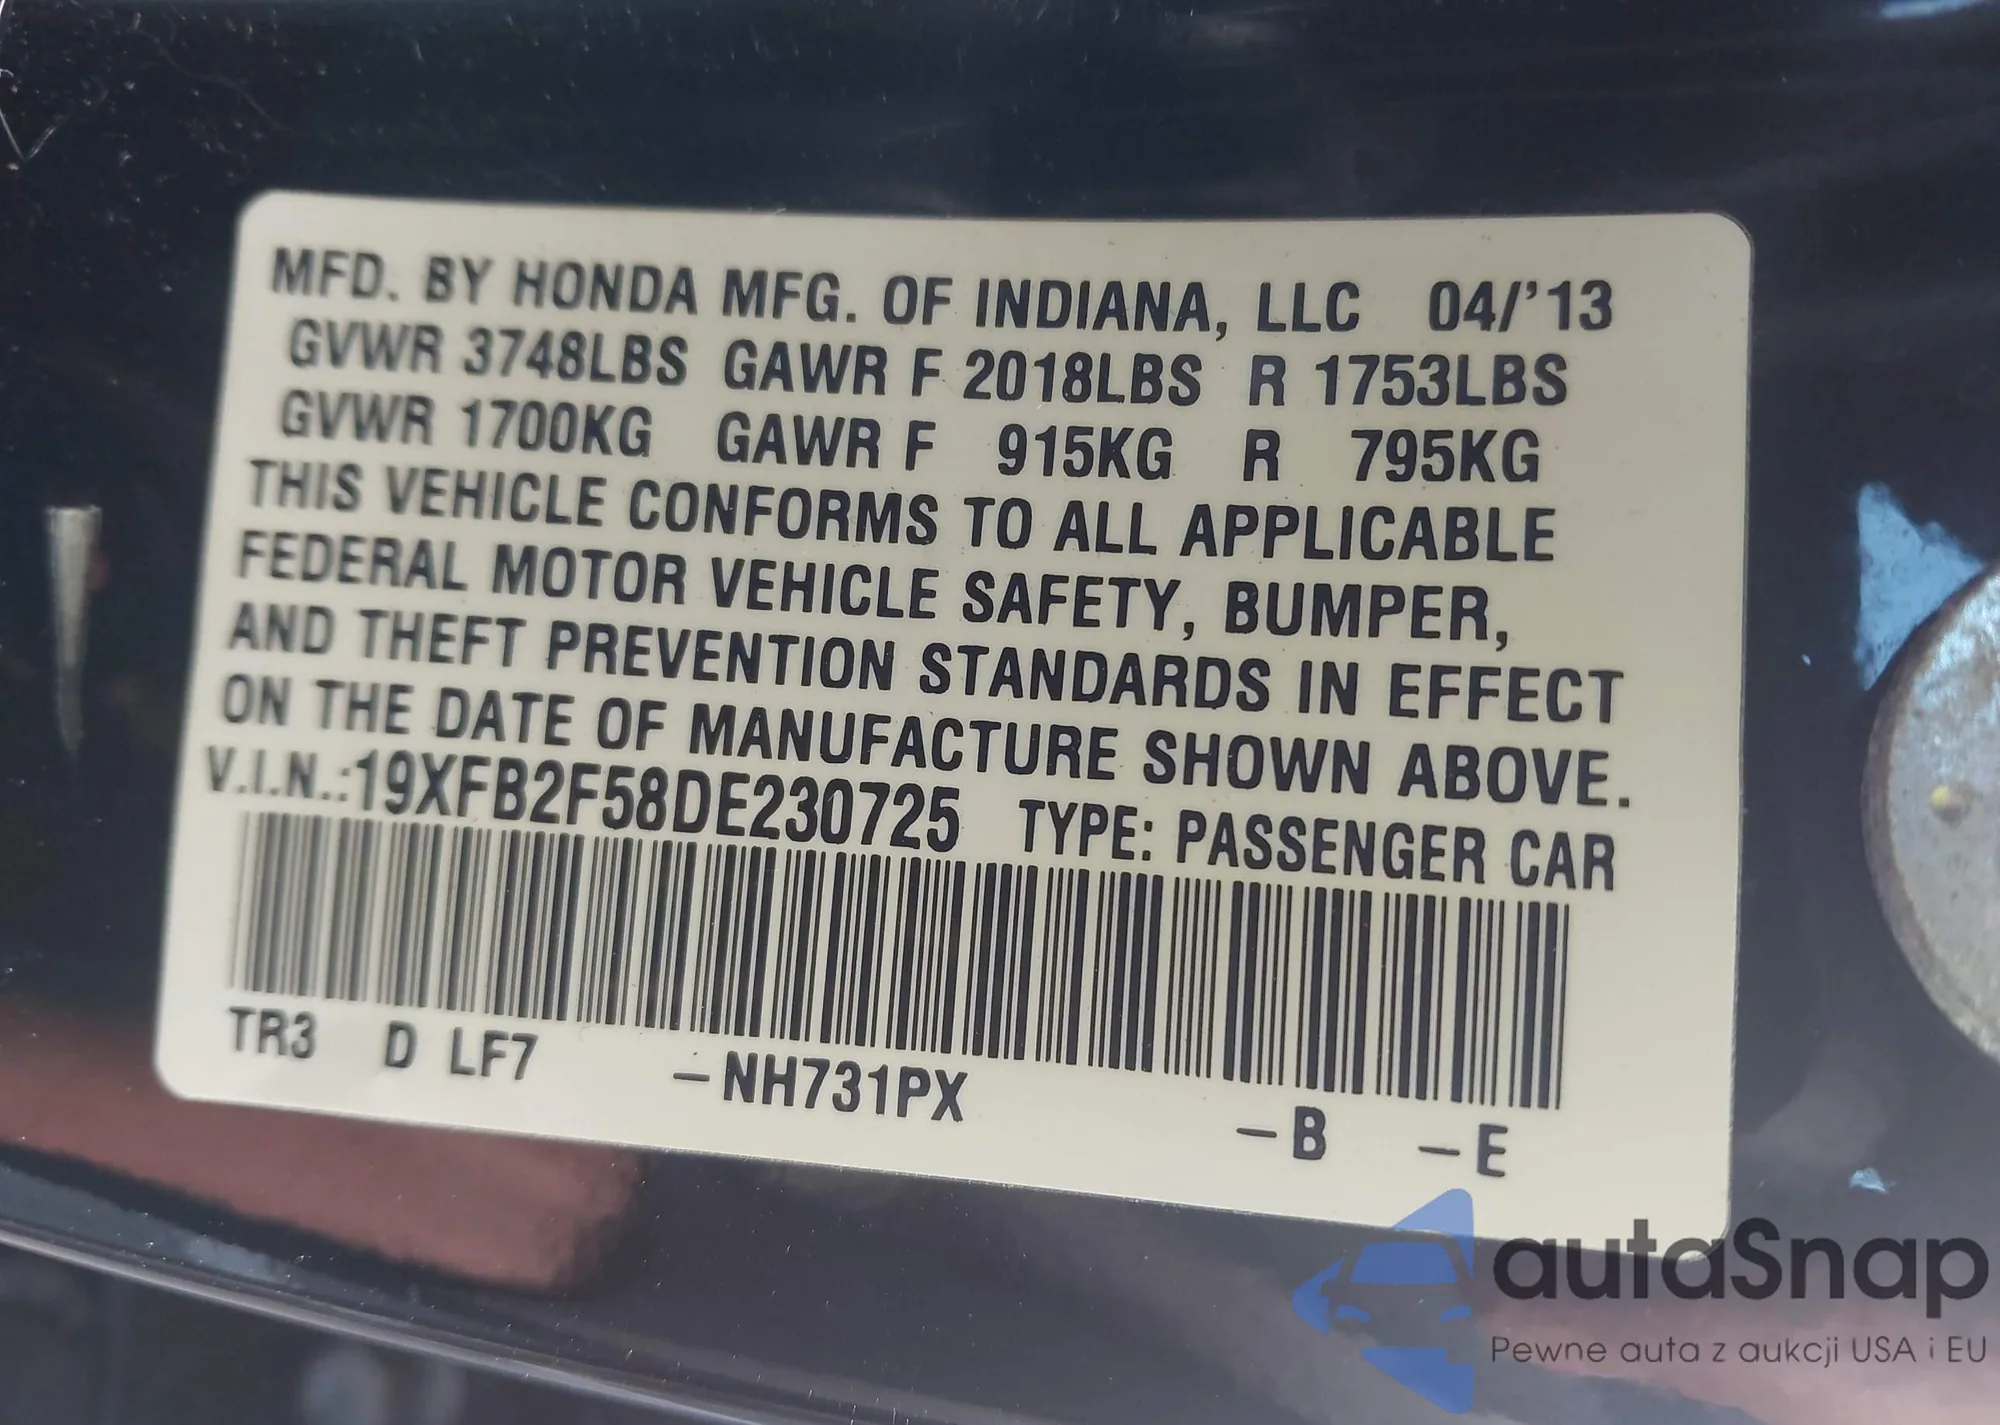 MFD. BY HONDA MFG. OF INDIANA, LLC 04/'13
GVWR 3748LBS GAWR F 2018LBS R 1753LBS
GVWR 1700KG GAWR F 915KG R 795KG
THIS VEHICLE CONFORMS TO ALL APPLICABLE
FEDERAL MOTOR VEHICLE SAFETY, BUMPER,
AND THEFT PREVENTION STANDARDS IN EFFECT
ON THE DATE OF MANUFACTURE SHOWN ABOVE.
V.I.N.:19XFB2F58DE230725 TYPE: PASSENGER CAR
TR3 D LF7 –NH731PX –B –E
autaSnap
Pewne auta z aukcji USA i EU